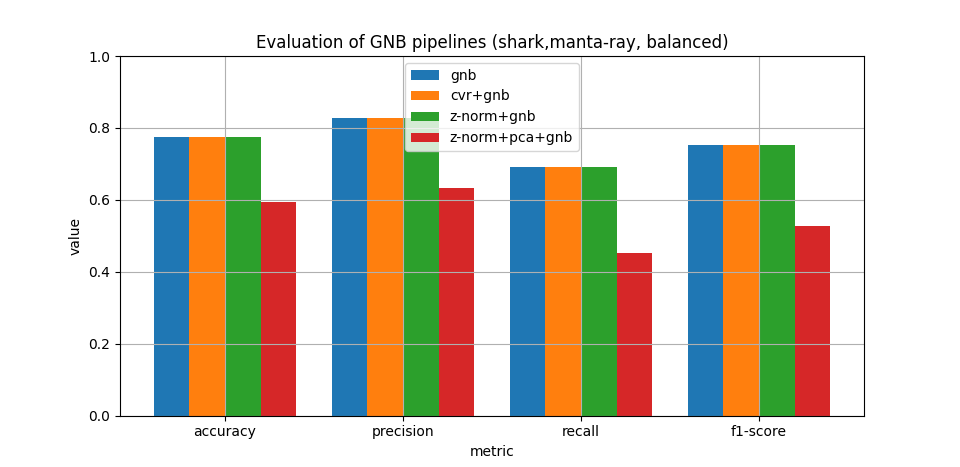 Evaluation of GNB pipelines (shark,manta-ray, balanced)
gnb
cvr+gnb
z-norm+gnb
z-norm+pca+gnb
1.0
0.8
0.6
0.4
0.2
0.0
value
accuracy precision recall f1-score
metric